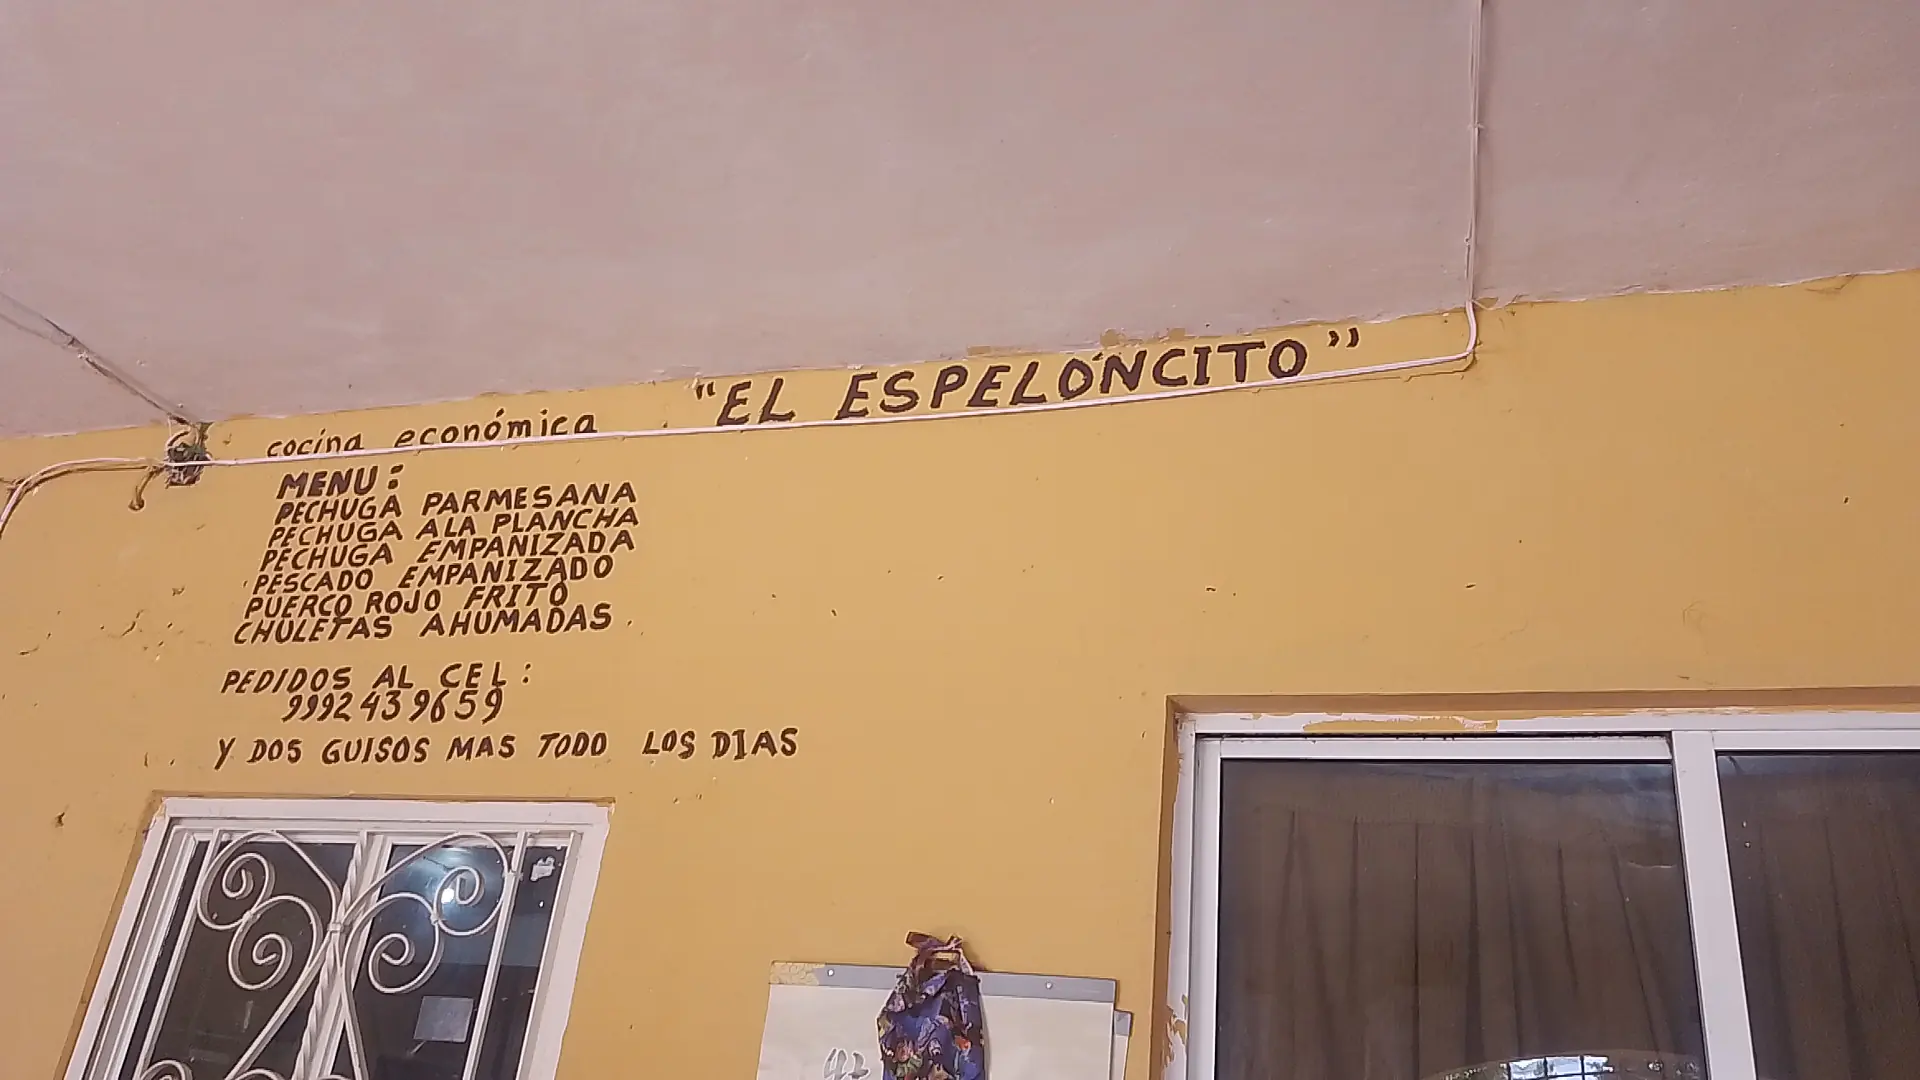 cocina económica "EL ESPELONCITO"
MENU:
PECHUGA PARMESANA
PECHUGA ALA PLANCHA
PECHUGA EMPANIZADA
PESCADO EMPANIZADO
PUERCO ROJO FRITO
CHULETAS AHUMADAS.
PEDIDOS AL CEL:
9992439659
Y DOS GUISOS MAS TODO LOS DIAS